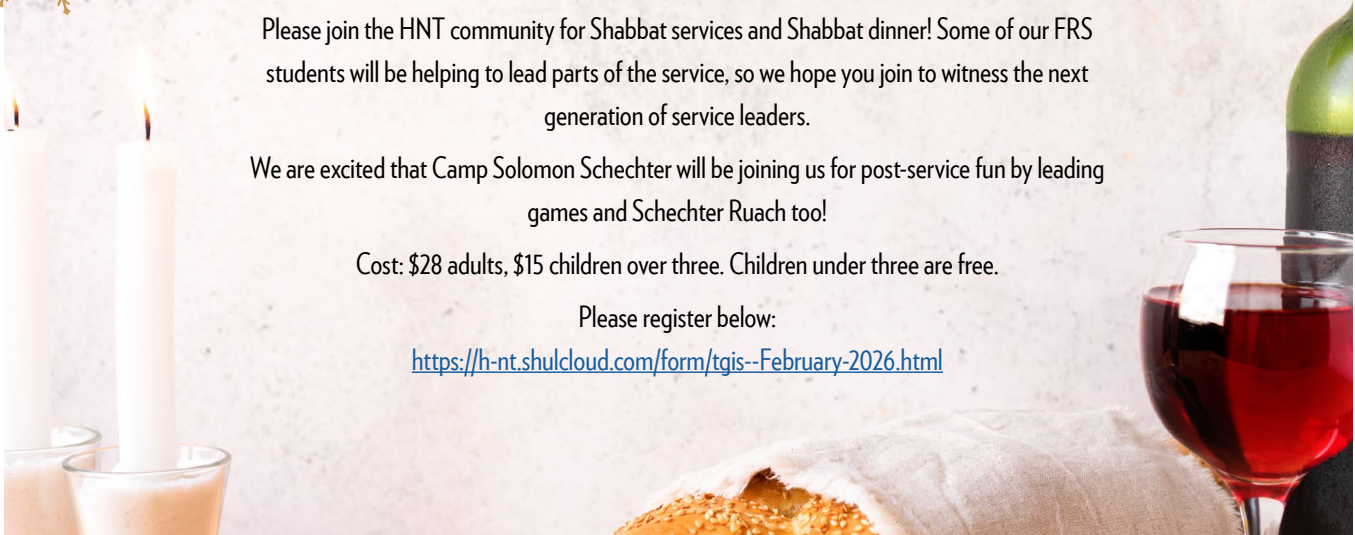 Please join the HNT community for Shabbat services and Shabbat dinner! Some of our FRS
students will be helping to lead parts of the service, so we hope you join to witness the next
generation of service leaders.
We are excited that Camp Solomon Schechter will be joining us for post-service fun by leading
games and Schechter Ruach too!
Cost: $28 adults, $15 children over three. Children under three are free.
Please register below:
https://h-nt.shulcloud.com/form/tgis--February-2026.html